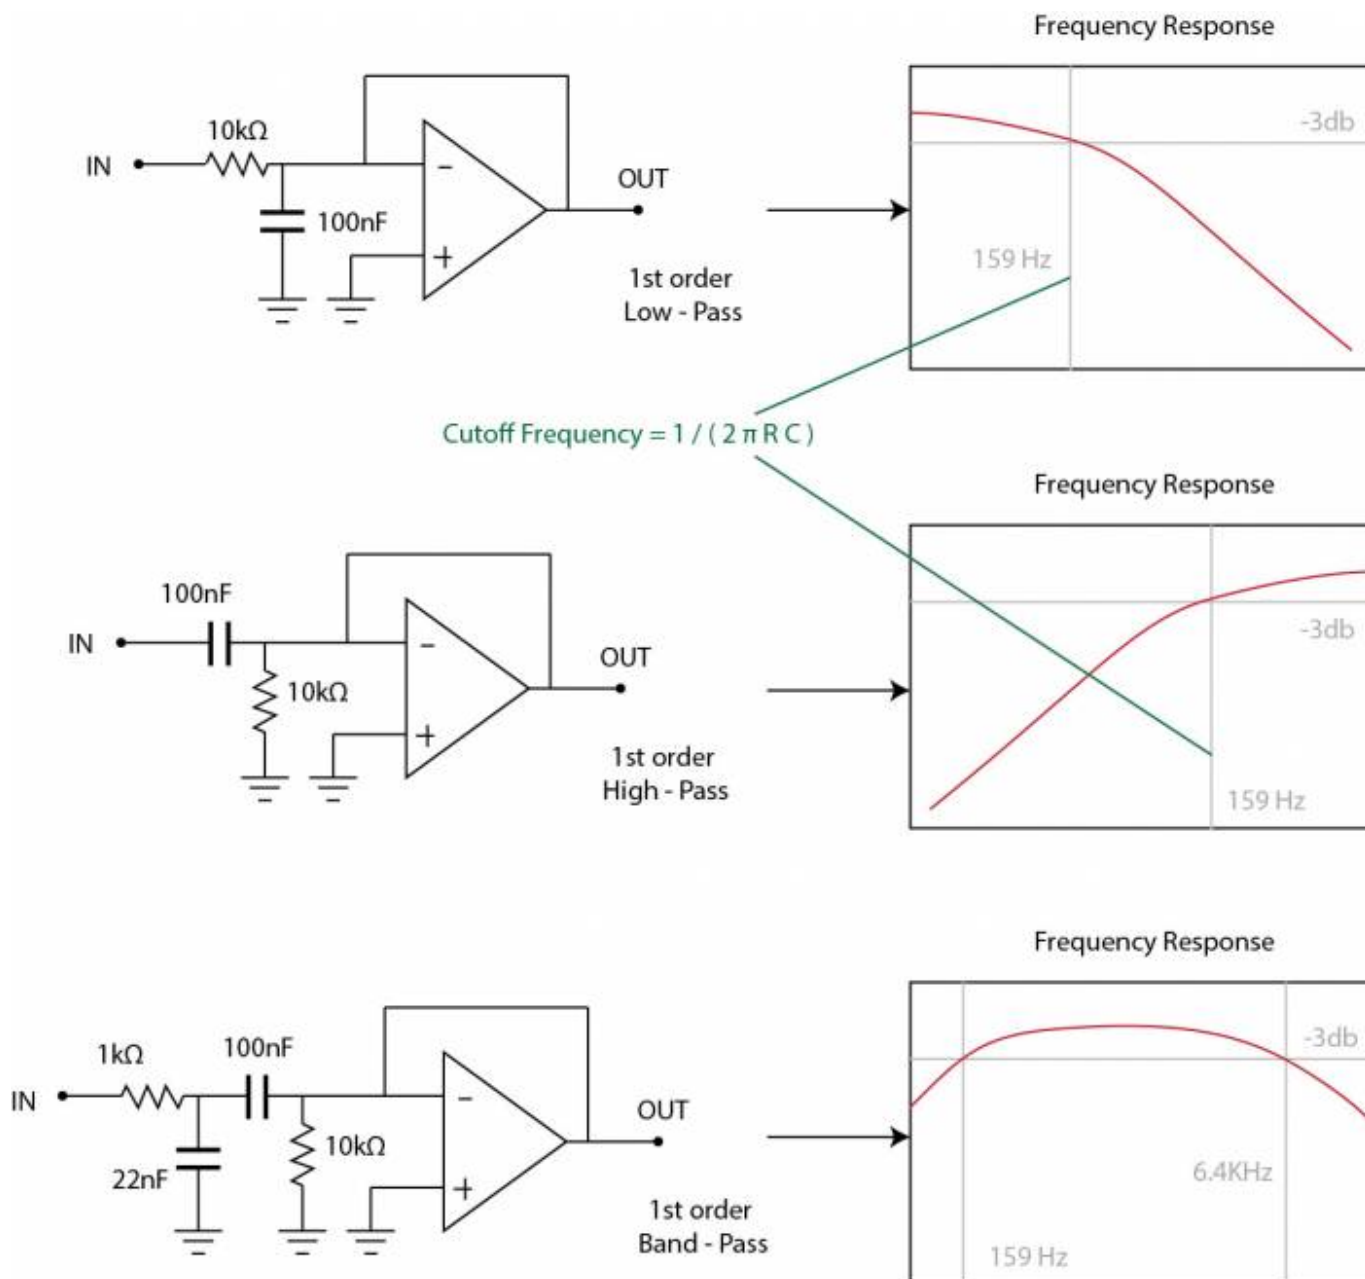 Frequency Response
10kΩ
-3db
IN
−
OUT
100nF
+
159 Hz
1st order
Low - Pass
Cutoff Frequency = 1 / ( 2 π R C )
Frequency Response
100nF
IN
−
OUT
-3db
10kΩ
+
1st order
High - Pass
159 Hz
Frequency Response
1kΩ
100nF
-3db
IN
−
OUT
10kΩ
22nF
+
6.4KHz
1st order
Band - Pass
159 Hz